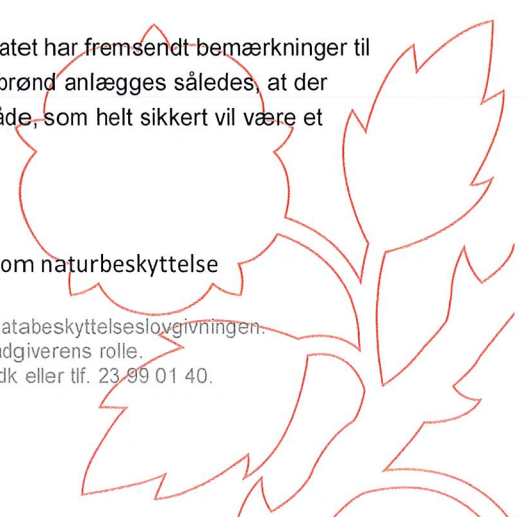 atet har fremsendt bemærkninger til
brønd anlægges således, at der
åde, som helt sikkert vil være et
om naturbeskyttelse
atabeskyttelseslovgivningen.
dgiverens rolle.
dk eller tlf. 23 99 01 40.